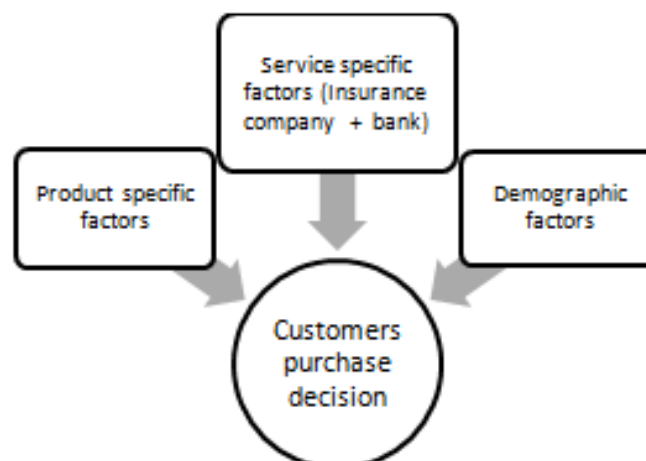 Service specific
factors (Insurance
company + bank)
Product specific
factors
Demographic
factors
Customers
purchase
decision